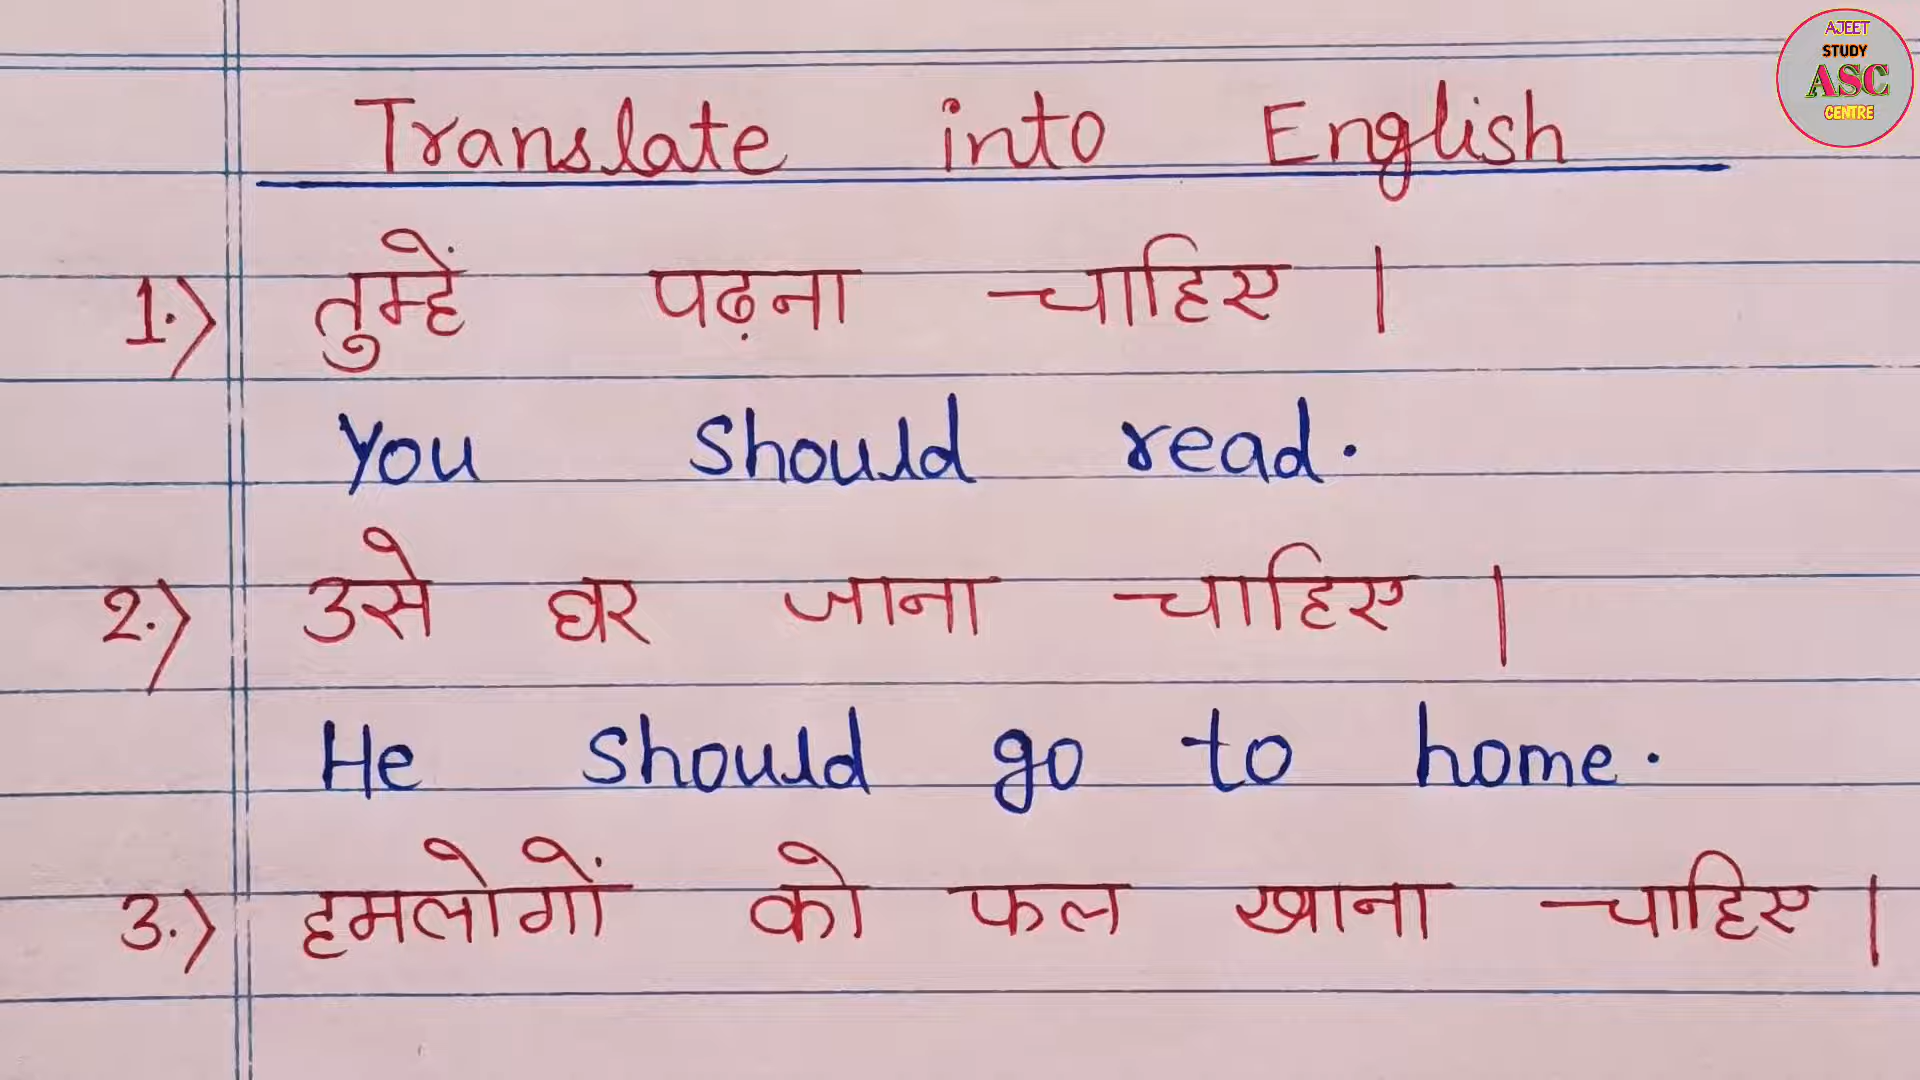 AJEET
STUDY
ASC
CENTRE
Translate into English
1.) तुम्हें पढ़ना चाहिए |
You should read.
2.) उसे घर जाना चाहिए |
He should go to home.
3.) हमलोगों को फल खाना चाहिए |